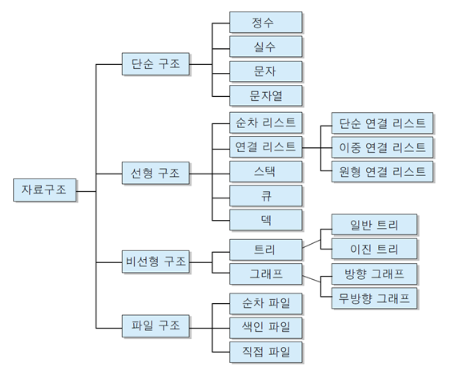 자료구조
단순 구조
정수
실수
문자
문자열
선형 구조
순차 리스트
연결 리스트
단순 연결 리스트
이중 연결 리스트
원형 연결 리스트
스택
큐
덱
비선형 구조
트리
일반 트리
이진 트리
그래프
방향 그래프
무방향 그래프
파일 구조
순차 파일
색인 파일
직접 파일